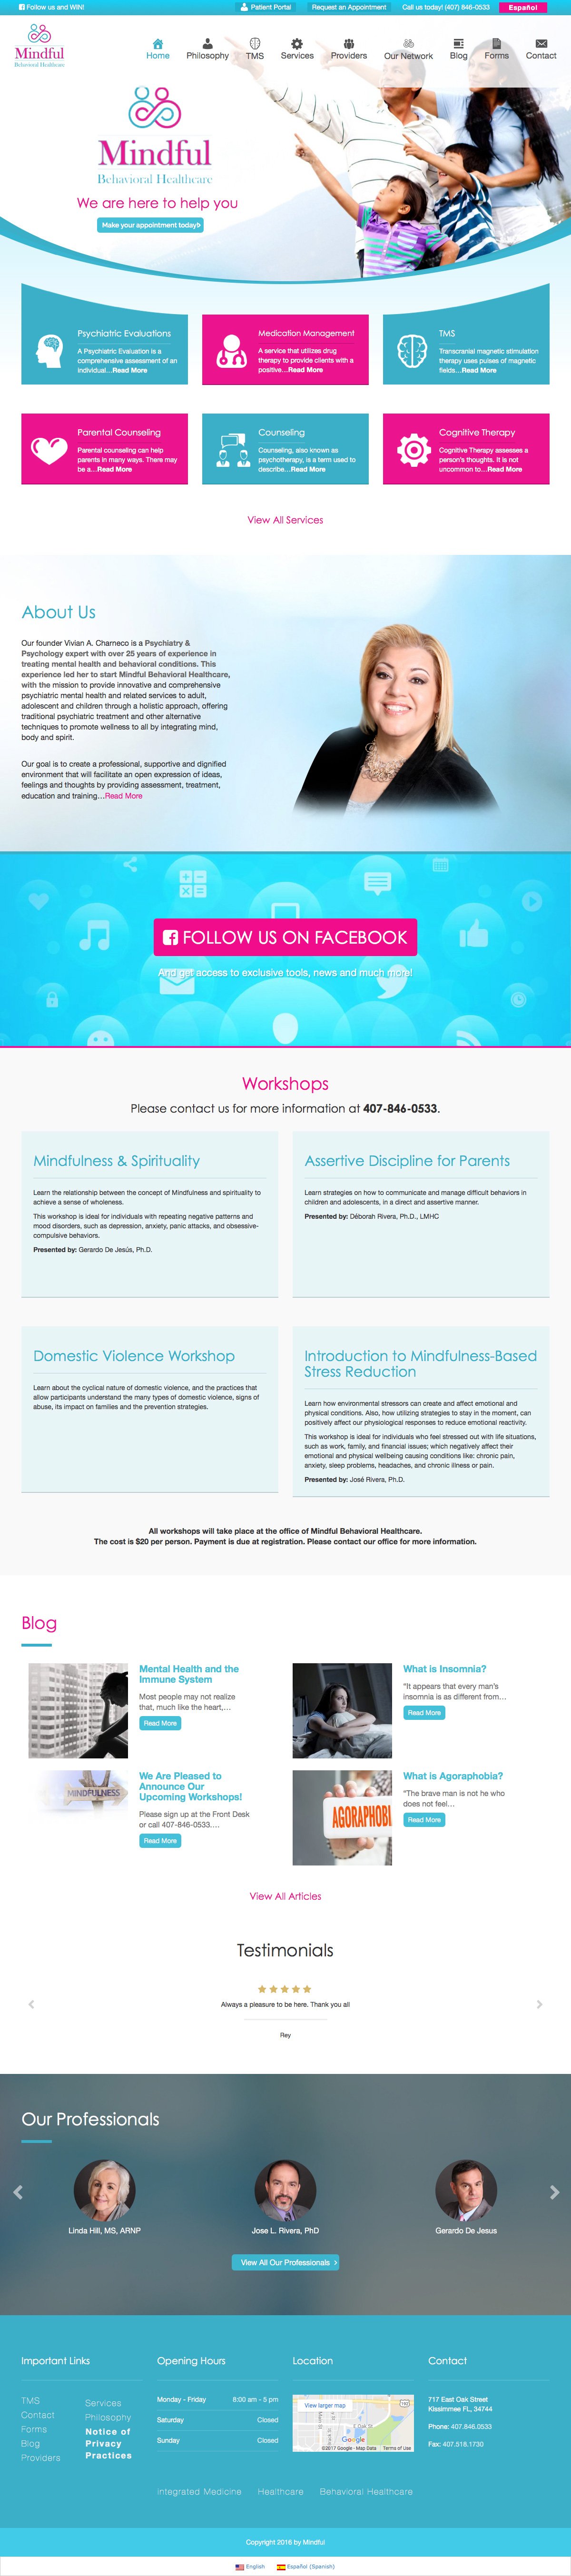 Follow us and WIN!
Patient Portal
Request an Appointment
Call us today! (407) 846-0533
Español
Mindful
Behavioral Healthcare
Home
Philosophy
TMS
Services
Providers
Our Network
Blog
Forms
Contact
Mindful
Behavioral Healthcare
We are here to help you
Make your appointment today!
Psychiatric Evaluations
A Psychiatric Evaluation is a
comprehensive assessment of an
individual…Read More
Medication Management
A service that utilizes drug
therapy to provide clients with a
positive…Read More
TMS
Transcranial magnetic stimulation
therapy uses pulses of magnetic
fields…Read More
Parental Counseling
Parental counseling can help
parents in many ways. There may
be a…Read More
Counseling
Counseling, also known as
psychotherapy, is a term used to
describe…Read More
Cognitive Therapy
Cognitive Therapy assesses a
person's thoughts. It is not
uncommon to…Read More
View All Services
About Us
Our founder Vivian A. Charneco is a Psychiatry &
Psychology expert with over 25 years of experience in
treating mental health and behavioral conditions. This
experience led her to start Mindful Behavioral Healthcare,
with the mission to provide innovative and comprehensive
psychiatric mental health and related services to adult,
adolescent and children through a holistic approach, offering
traditional psychiatric treatment and other alternative
techniques to promote wellness to all by integrating mind,
body and spirit.
Our goal is to create a professional, supportive and dignified
environment that will facilitate an open expression of ideas,
feelings and thoughts by providing assessment, treatment,
education and training…Read More
FOLLOW US ON FACEBOOK
And get access to exclusive tools, news and much more!
Workshops
Please contact us for more information at 407-846-0533.
Mindfulness & Spirituality
Learn the relationship between the concept of Mindfulness and spirituality to
achieve a sense of wholeness.
This workshop is ideal for individuals with repeating negative patterns and
mood disorders, such as depression, anxiety, panic attacks, and obsessive-
compulsive behaviors.
Presented by: Gerardo De Jesús, Ph.D.
Assertive Discipline for Parents
Learn strategies on how to communicate and manage difficult behaviors in
children and adolescents, in a direct and assertive manner.
Presented by: Déborah Rivera, Ph.D., LMHC
Domestic Violence Workshop
Learn about the cyclical nature of domestic violence, and the practices that
allow participants understand the many types of domestic violence, signs of
abuse, its impact on families and the prevention strategies.
Introduction to Mindfulness-Based
Stress Reduction
Learn how environmental stressors can create and affect emotional and
physical conditions. Also, how utilizing strategies to stay in the moment, can
positively affect our physiological responses to reduce emotional reactivity.
This workshop is ideal for individuals who feel stressed out with life situations,
such as work, family, and financial issues; which negatively affect their
emotional and physical wellbeing causing conditions like: chronic pain,
anxiety, sleep problems, headaches, and chronic illness or pain.
Presented by: José Rivera, Ph.D.
All workshops will take place at the office of Mindful Behavioral Healthcare.
The cost is $20 per person. Payment is due at registration. Please contact our office for more information.
Blog
Mental Health and the
Immune System
Most people may not realize
that, much like the heart,…
Read More
What is Insomnia?
"It appears that every man's
insomnia is as different from…
Read More
MINDFULNESS
We Are Pleased to
Announce Our
Upcoming Workshops!
Please sign up at the Front Desk
or call 407-846-0533.…
Read More
AGORAPHOBI
What is Agoraphobia?
"The brave man is not he who
does not feel…
Read More
View All Articles
Testimonials
Always a pleasure to be here. Thank you all
Rey
Our Professionals
Linda Hill, MS, ARNP
Jose L. Rivera, PhD
Gerardo De Jesus
View All Our Professionals
Important Links
TMS
Contact
Forms
Blog
Providers
Services
Philosophy
Notice of
Privacy
Practices
Opening Hours
Monday - Friday 8:00 am - 5 pm
Saturday Closed
Sunday Closed
Location
View larger map
192
E Oak St
Google
©2017 Google - Map Data Terms of Use
Contact
717 East Oak Street
Kissimmee FL, 34744
Phone: 407.846.0533
Fax: 407.518.1730
integrated Medicine Healthcare Behavioral Healthcare
Copyright 2016 by Mindful
English Español (Spanish)